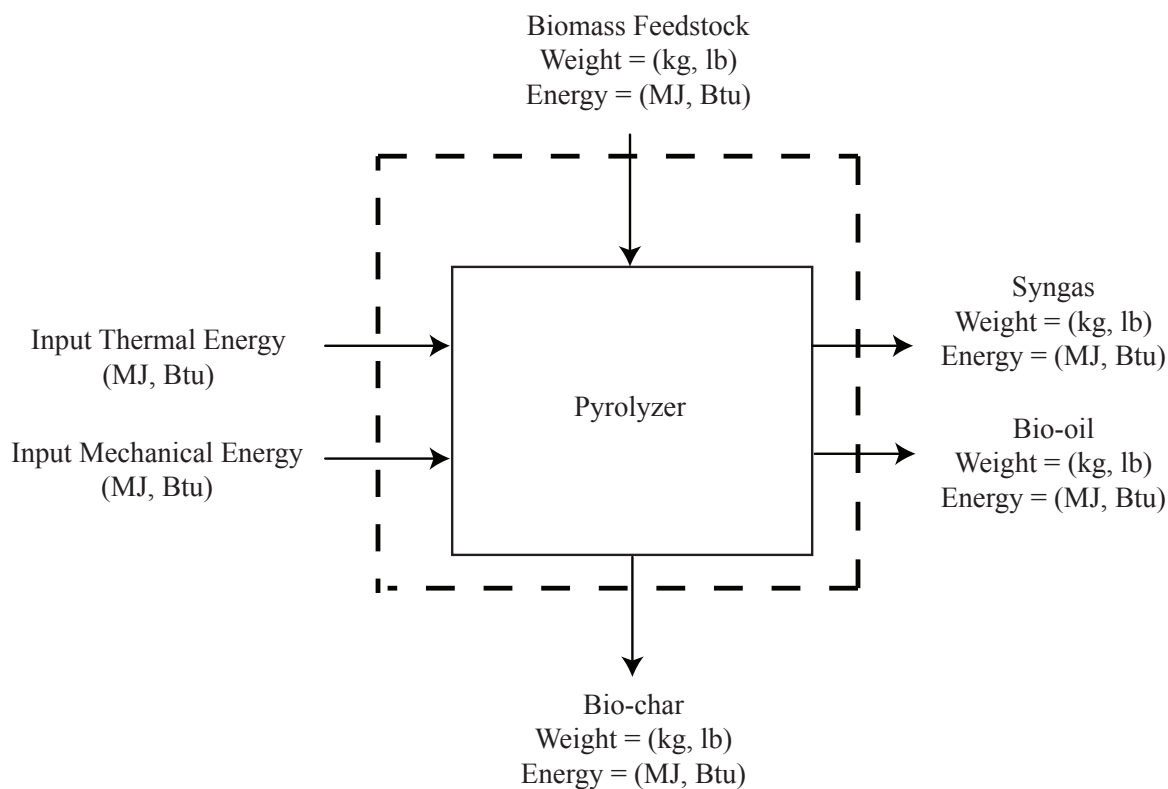 Biomass Feedstock
Weight = (kg, lb)
Energy = (MJ, Btu)
Input Thermal Energy
(MJ, Btu)
Input Mechanical Energy
(MJ, Btu)
Pyrolyzer
Syngas
Weight = (kg, lb)
Energy = (MJ, Btu)
Bio-oil
Weight = (kg, lb)
Energy = (MJ, Btu)
Bio-char
Weight = (kg, lb)
Energy = (MJ, Btu)